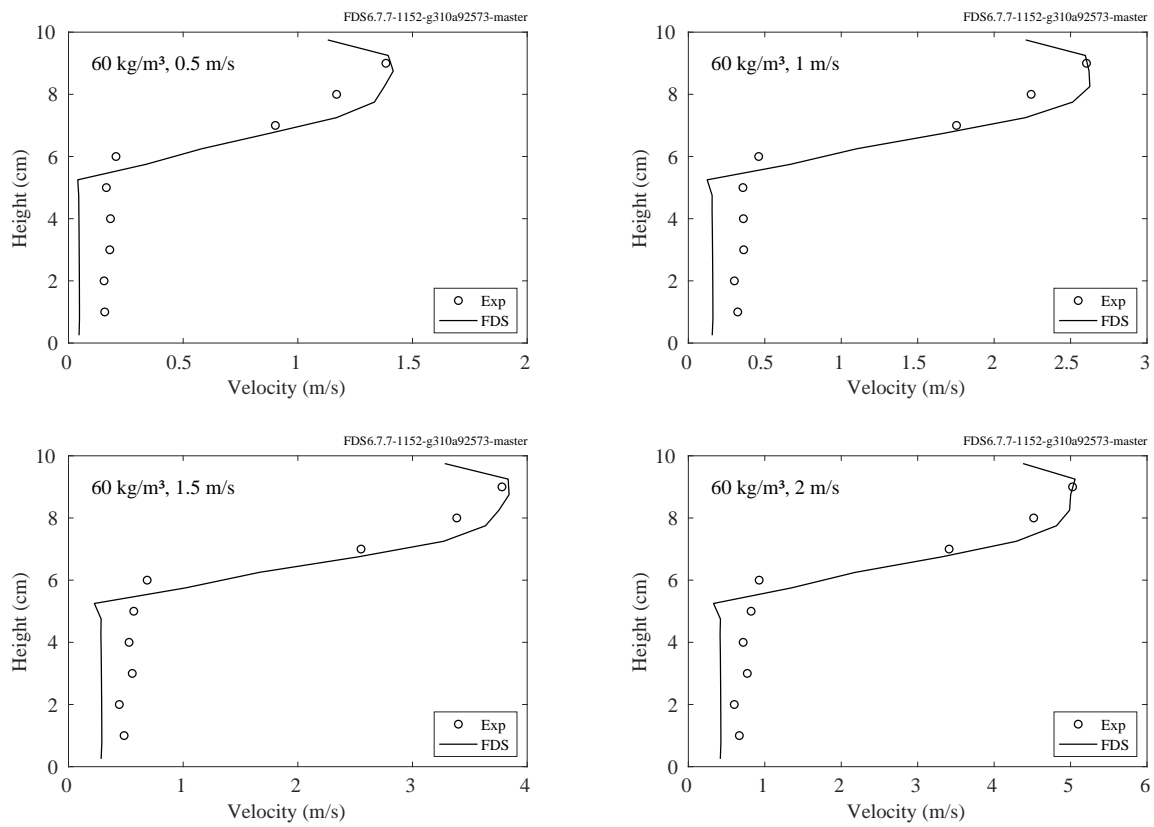 FDS6.7.7-1152-g310a92573-master
60 kg/m³, 0.5 m/s
10
8
6
4
2
0
Height (cm)
Exp
FDS
0 0.5 1 1.5 2
Velocity (m/s)
FDS6.7.7-1152-g310a92573-master
60 kg/m³, 1 m/s
10
8
6
4
2
0
Height (cm)
Exp
FDS
0 0.5 1 1.5 2 2.5 3
Velocity (m/s)
FDS6.7.7-1152-g310a92573-master
60 kg/m³, 1.5 m/s
10
8
6
4
2
0
Height (cm)
Exp
FDS
0 1 2 3 4
Velocity (m/s)
FDS6.7.7-1152-g310a92573-master
60 kg/m³, 2 m/s
10
8
6
4
2
0
Height (cm)
Exp
FDS
0 1 2 3 4 5 6
Velocity (m/s)